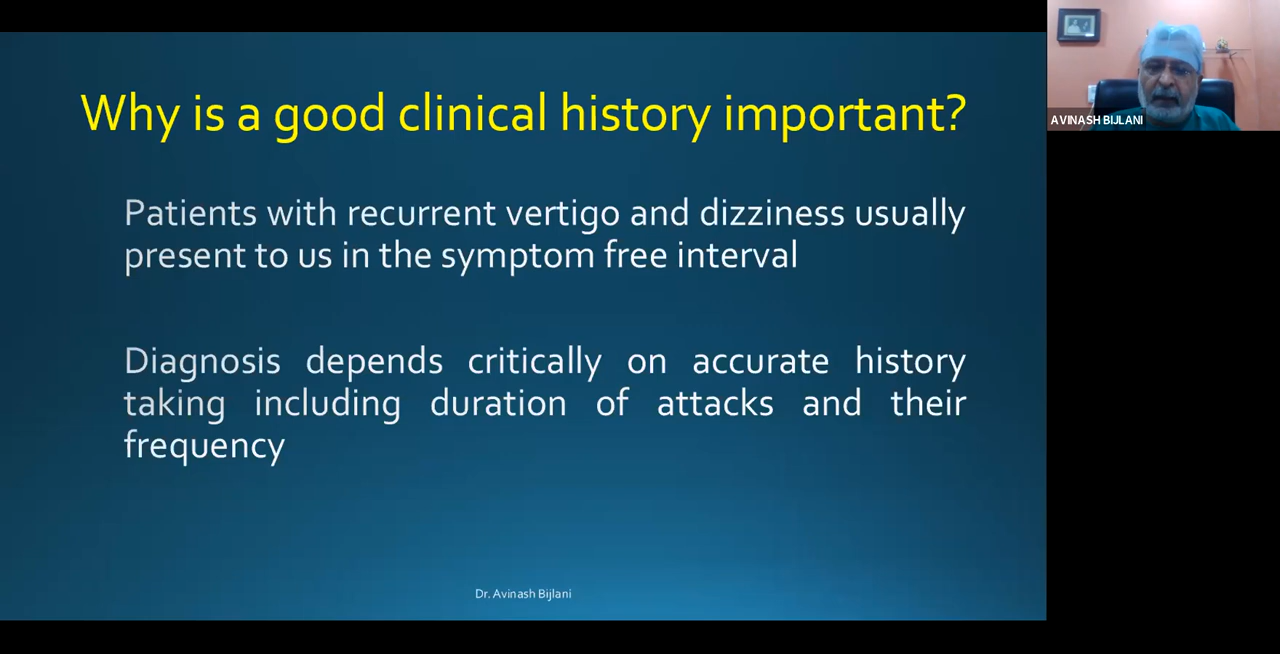 Why is a good clinical history important?
Patients with recurrent vertigo and dizziness usually
present to us in the symptom free interval
Diagnosis depends critically on accurate history
taking including duration of attacks and their
frequency
Dr. Avinash Bijlani
AVINASH BIJLANI